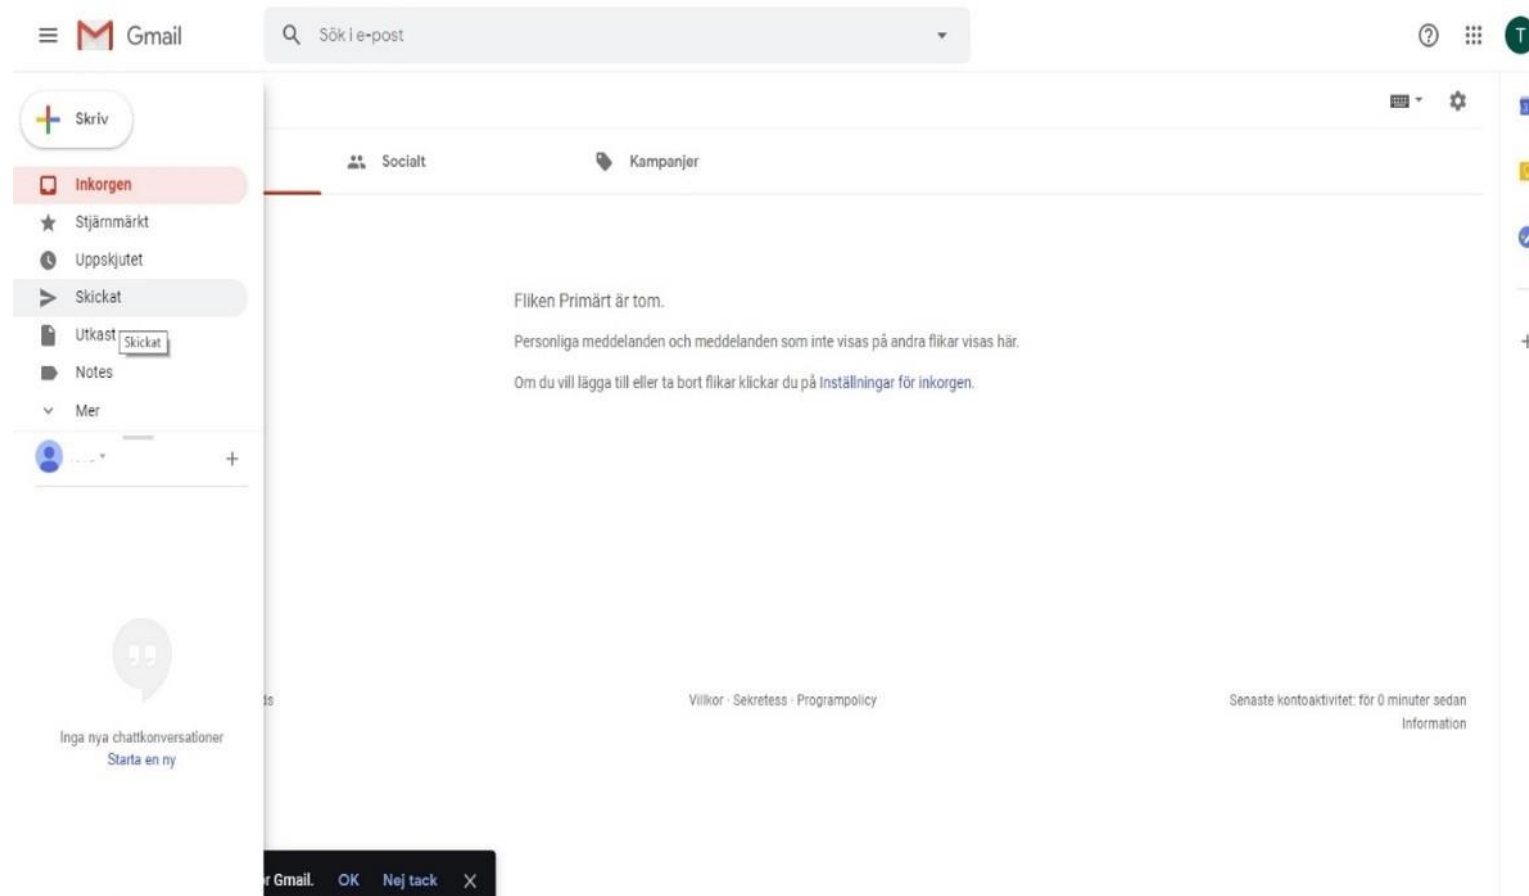 Gmail
Sök i e-post
T
Skriv
Inkorgen
Stjärnmärkt
Uppskjutet
Skickat
Utkast
Skickat
Notes
Mer
Socialt
Kampanjer
Fliken Primärt är tom.
Personliga meddelanden och meddelanden som inte visas på andra flikar visas här.
Om du vill lägga till eller ta bort flikar klickar du på Inställningar för inkorgen.
Villkor · Sekretess · Programpolicy
Senaste kontoaktivitet: för 0 minuter sedan
Information
Inga nya chattkonversationer
Starta en ny
Gmail. OK Nej tack